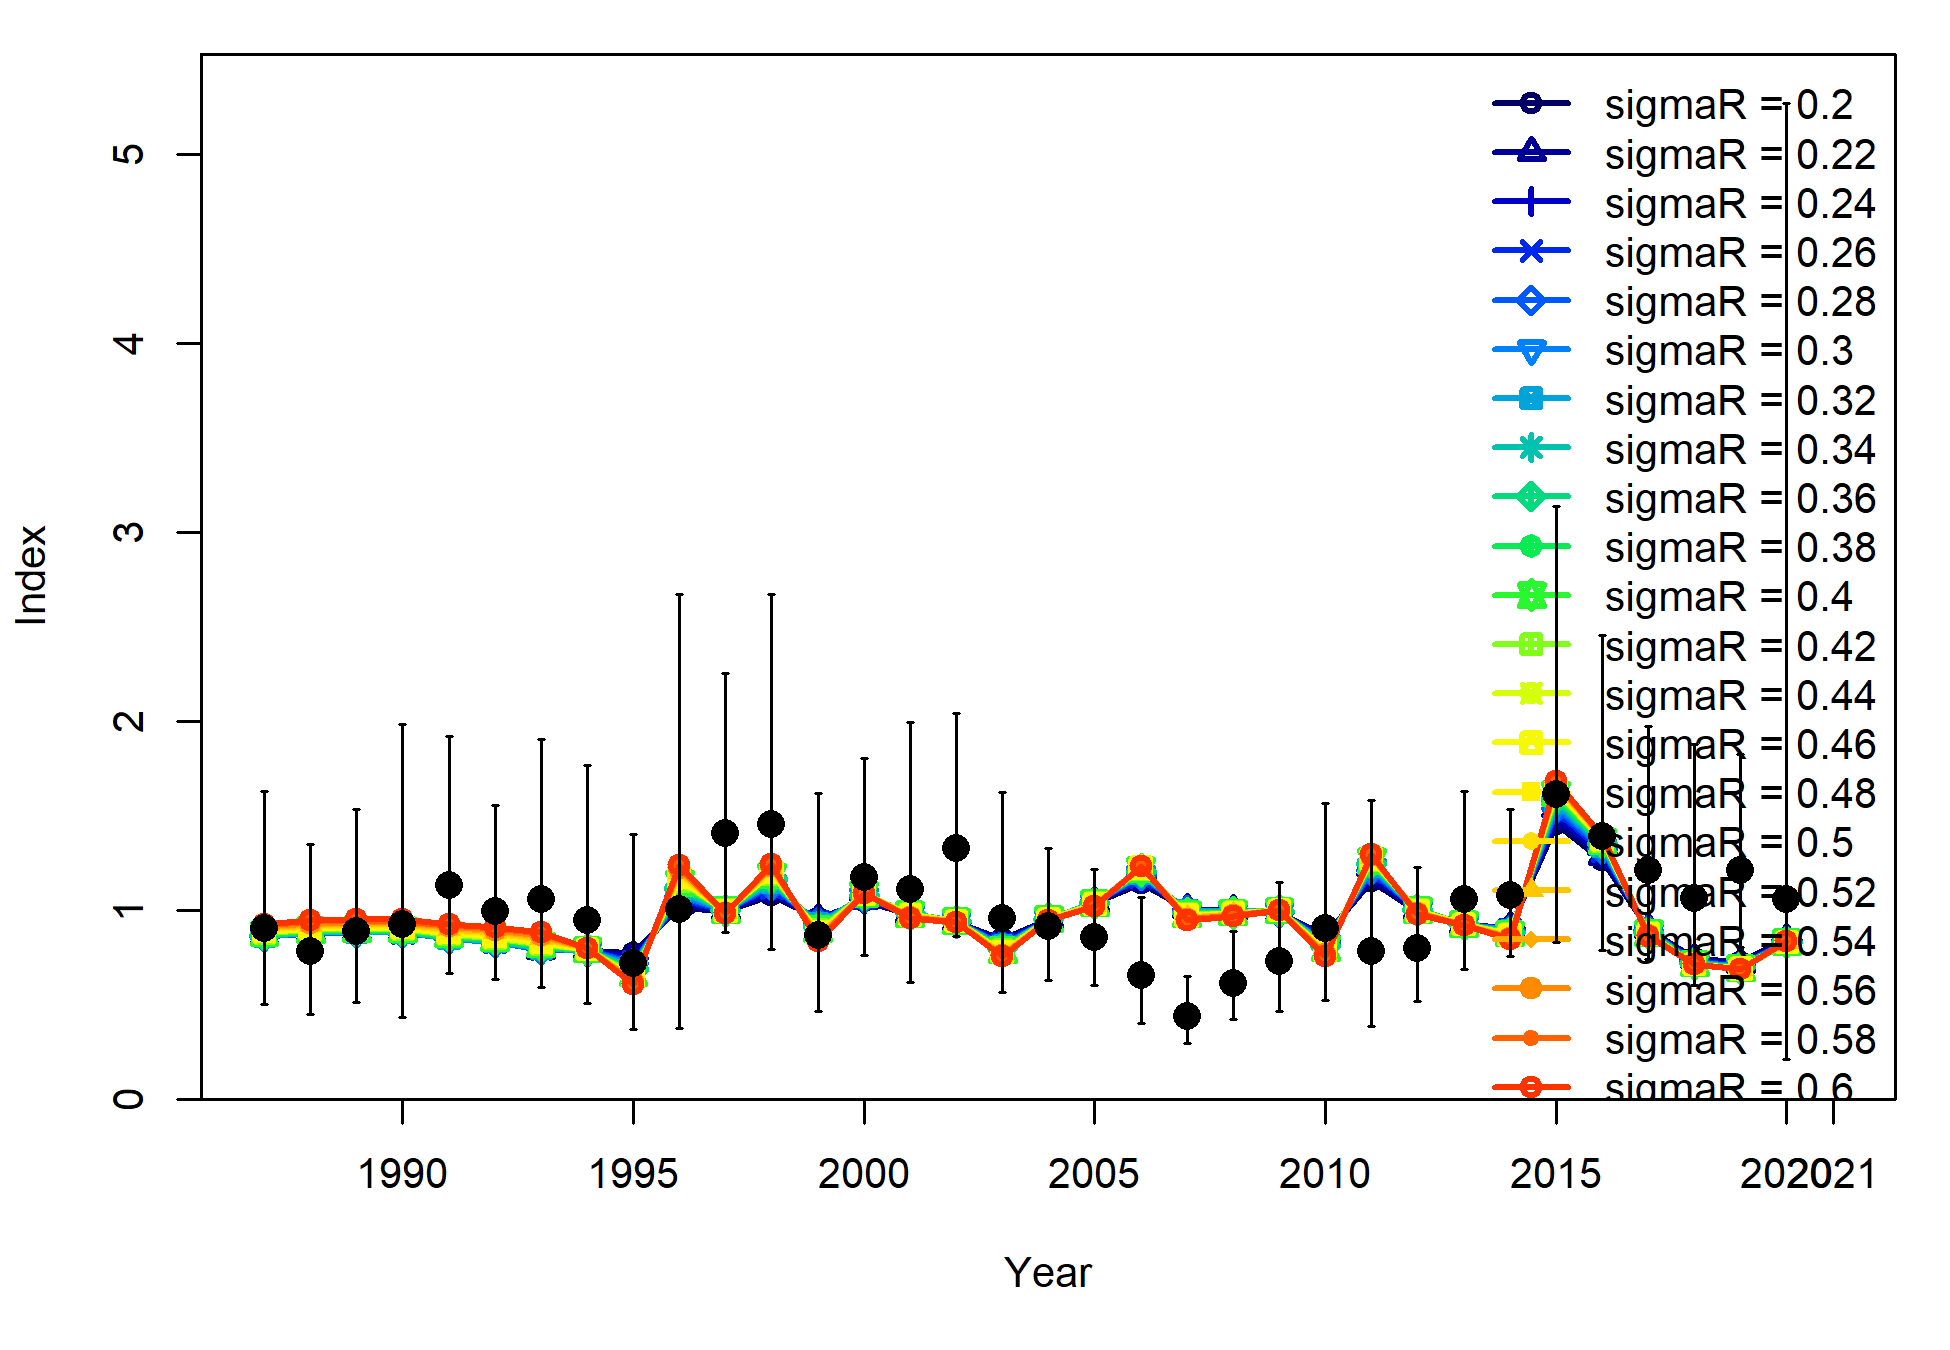 sigmaR = 0.2
sigmaR = 0.22
sigmaR = 0.24
sigmaR = 0.26
sigmaR = 0.28
sigmaR = 0.3
sigmaR = 0.32
sigmaR = 0.34
sigmaR = 0.36
sigmaR = 0.38
sigmaR = 0.4
sigmaR = 0.42
sigmaR = 0.44
sigmaR = 0.46
sigmaR = 0.48
sigmaR = 0.5
sigmaR = 0.52
sigmaR = 0.54
sigmaR = 0.56
sigmaR = 0.58
sigmaR = 0.6
5
4
3
2
1
0
Index
1990 1995 2000 2005 2010 2015 2020 2021
Year